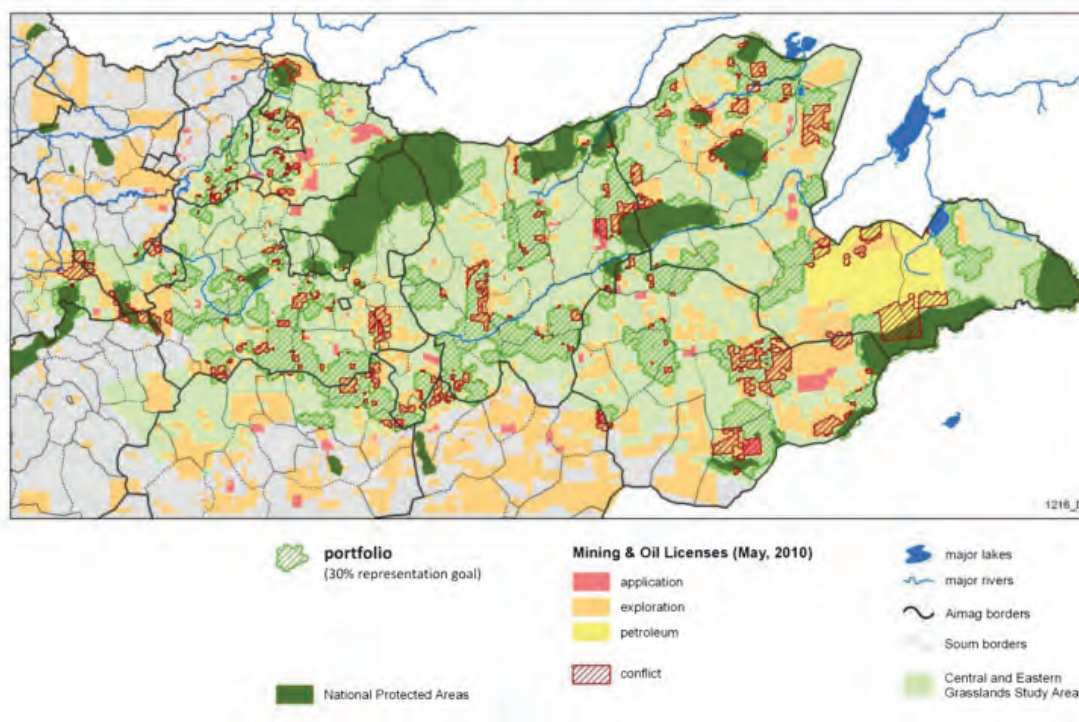 1216_
portfolio
(30% representation goal)
National Protected Areas
Mining & Oil Licenses (May, 2010)
application
exploration
petroleum
conflict
major lakes
major rivers
Aimag borders
Soum borders
Central and Eastern
Grasslands Study Area